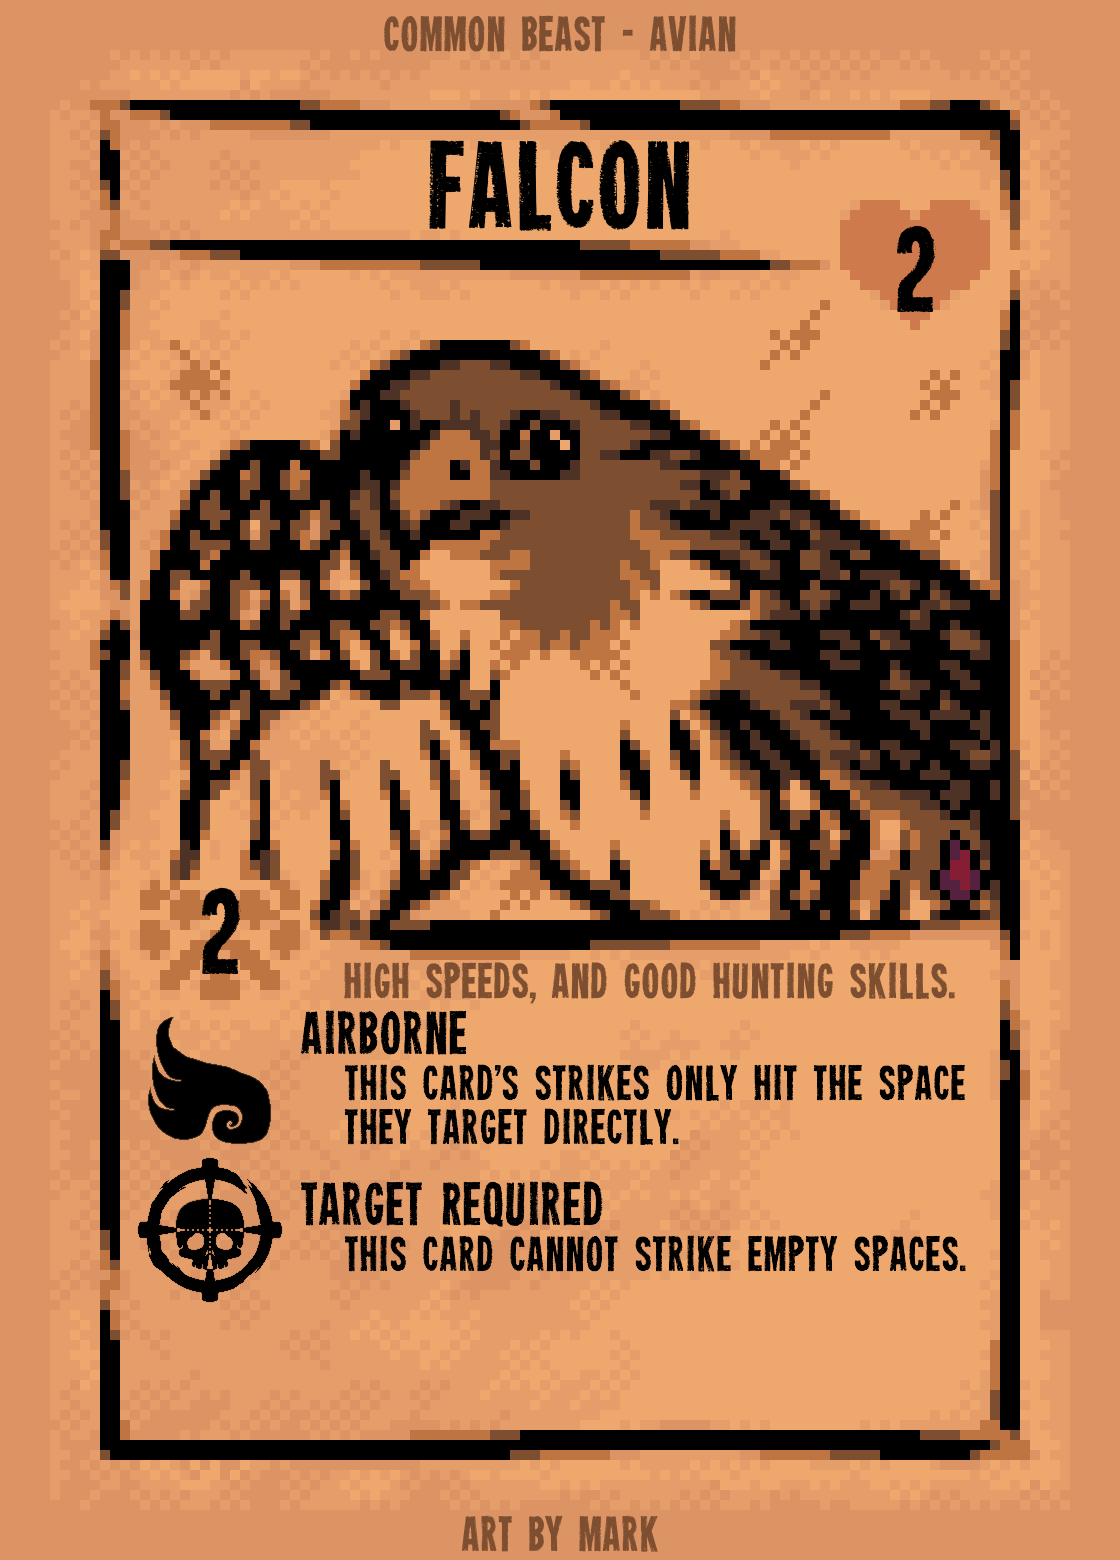 COMMON BEAST - AVIAN
FALCON
2
2
HIGH SPEEDS, AND GOOD HUNTING SKILLS.
AIRBORNE
THIS CARD'S STRIKES ONLY HIT THE SPACE
THEY TARGET DIRECTLY.
TARGET REQUIRED
THIS CARD CANNOT STRIKE EMPTY SPACES.
ART BY MARK